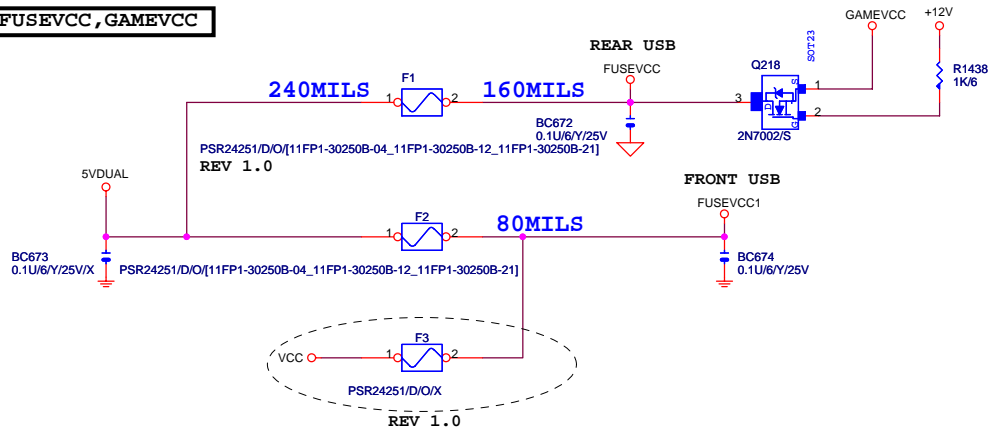 FUSEVCC,GAMEVCC
GAMEVCC
+12V
SOT23
REAR USB
FUSEVCC
Q218
R1438
1K/6
240MILS
F1
160MILS
1
2
3
D
S
G
1
2
2N7002/S
BC672
0.1U/6/Y/25V
PSR24251/D/O/[11FP1-30250B-04_11FP1-30250B-12_11FP1-30250B-21]
REV 1.0
5VDUAL
FRONT USB
FUSEVCC1
F2
80MILS
1
2
BC673
0.1U/6/Y/25V/X
PSR24251/D/O/[11FP1-30250B-04_11FP1-30250B-12_11FP1-30250B-21]
BC674
0.1U/6/Y/25V
F3
VCC
1
2
PSR24251/D/O/X
REV 1.0